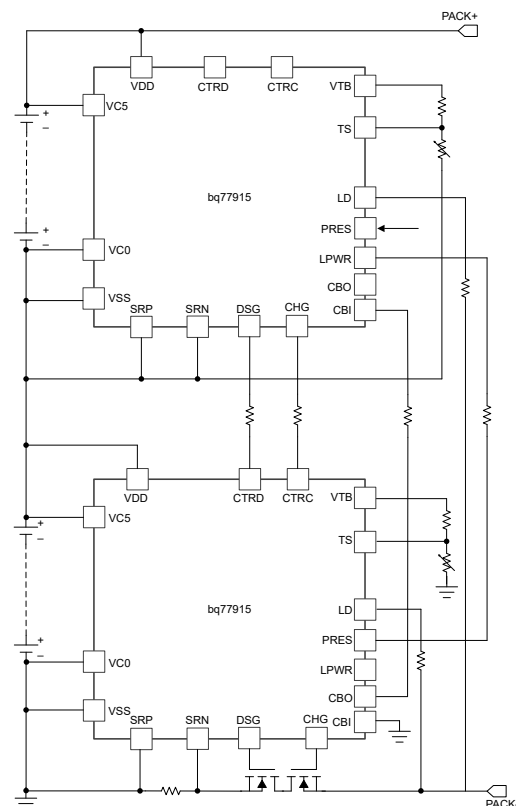 PACK+
VDD
CTRD
CTRC
VTB
VC5
TS
+
–
bq77915
LD
PRES
+
–
VC0
LPWR
CBO
VSS
CBI
SRP
SRN
DSG
CHG
VDD
CTRD
CTRC
VTB
VC5
+
–
TS
bq77915
LD
PRES
+
–
VC0
LPWR
CBO
VSS
CBI
SRP
SRN
DSG
CHG
PACK